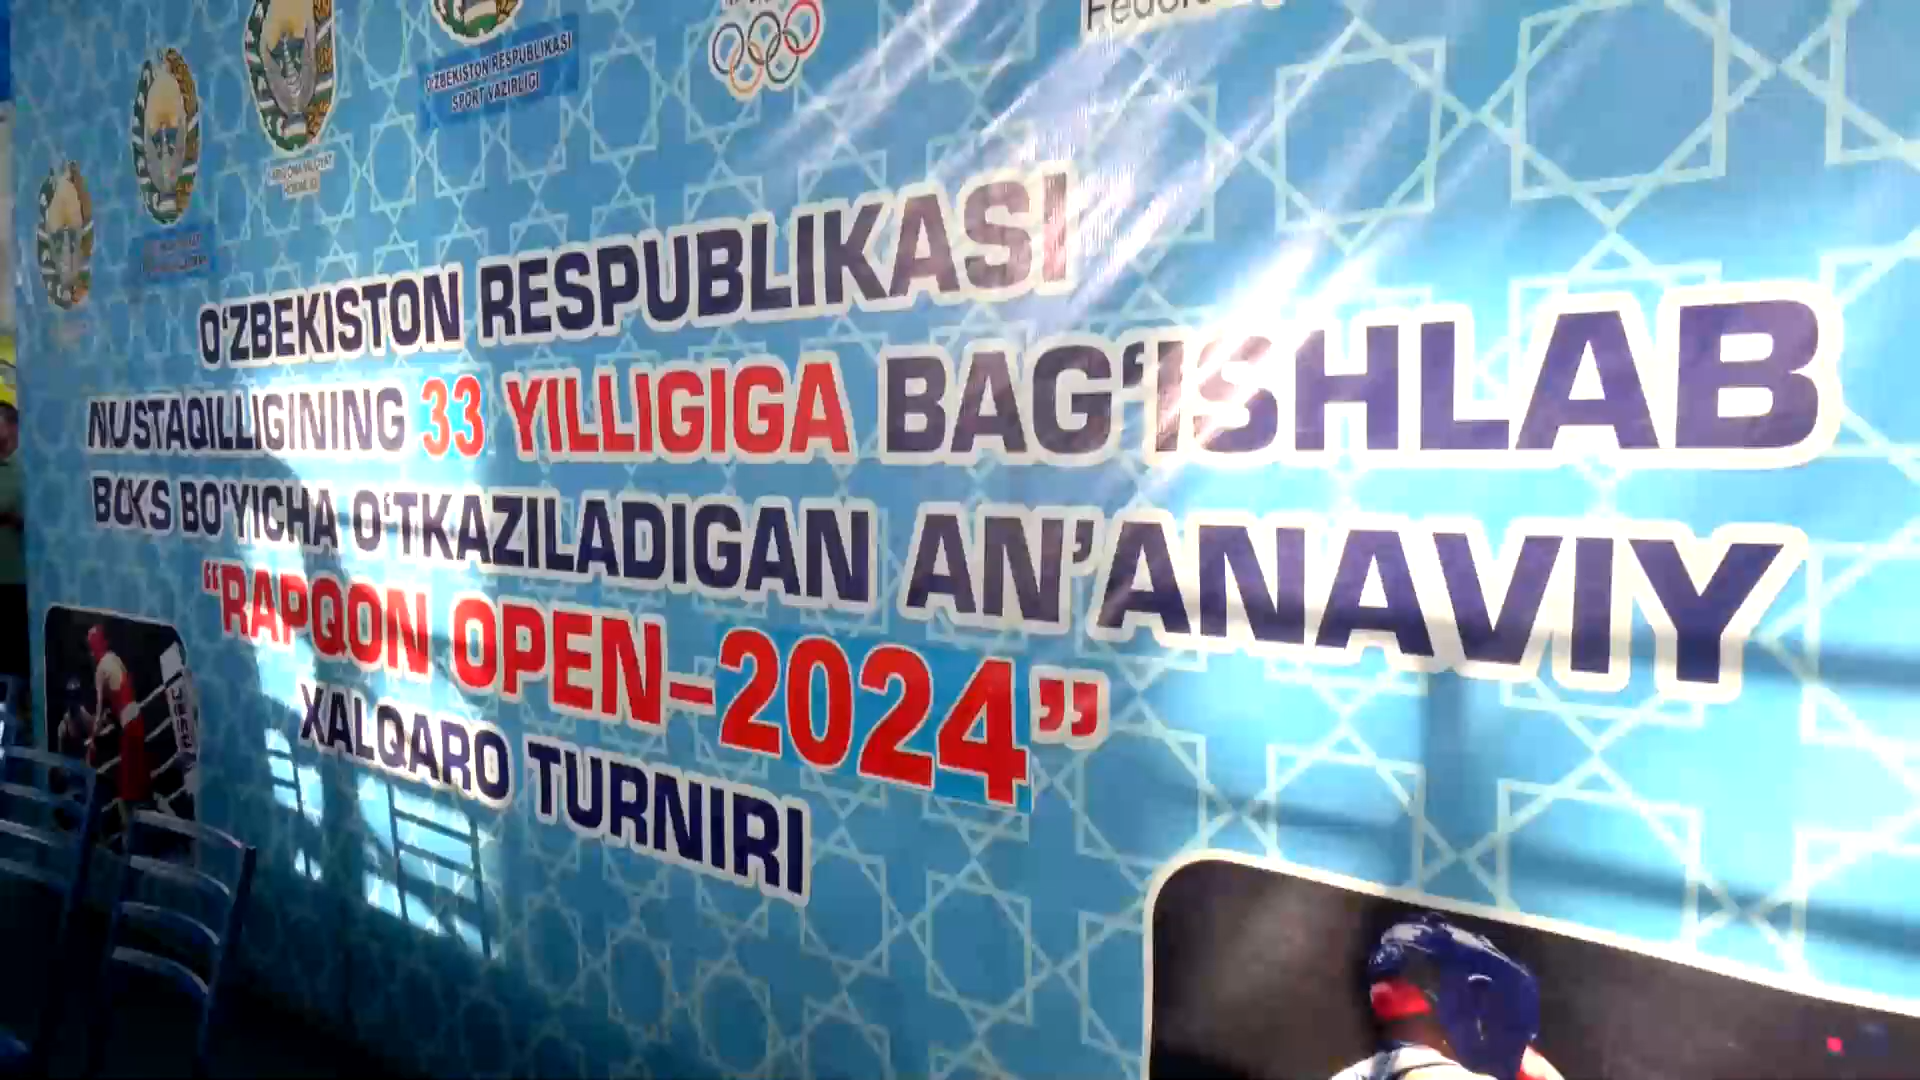 O'ZBEKISTON RESPUBLIKASI
SPORT VAZIRLIGI
O‘ZBEKISTON RESPUBLIKASI
MUSTAQILLIGINING 33 YILLIGIGA BAG‘ISHLAB
BOKS BO‘YICHA O‘TKAZILADIGAN AN’ANAVIY
“RAPQON OPEN–2024”
XALQARO TURNIRI